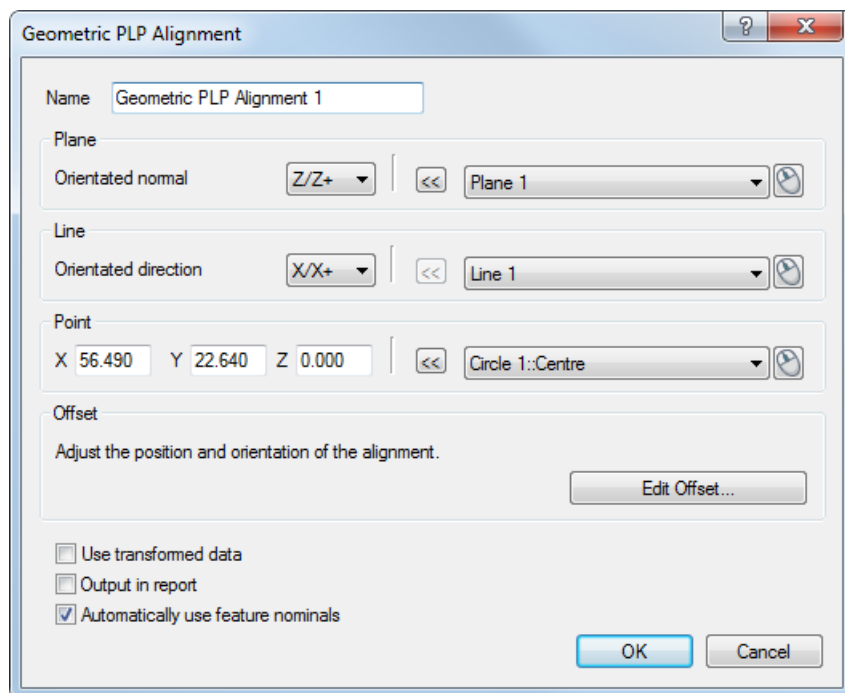 Geometric PLP Alignment
?
Name Geometric PLP Alignment 1
Plane
Orientated normal Z/Z+ << Plane 1
Line
Orientated direction X/X+ << Line 1
Point
X 56.490 Y 22.640 Z 0.000 << Circle 1::Centre
Offset
Adjust the position and orientation of the alignment.
Edit Offset...
Use transformed data
Output in report
Automatically use feature nominals
OK Cancel